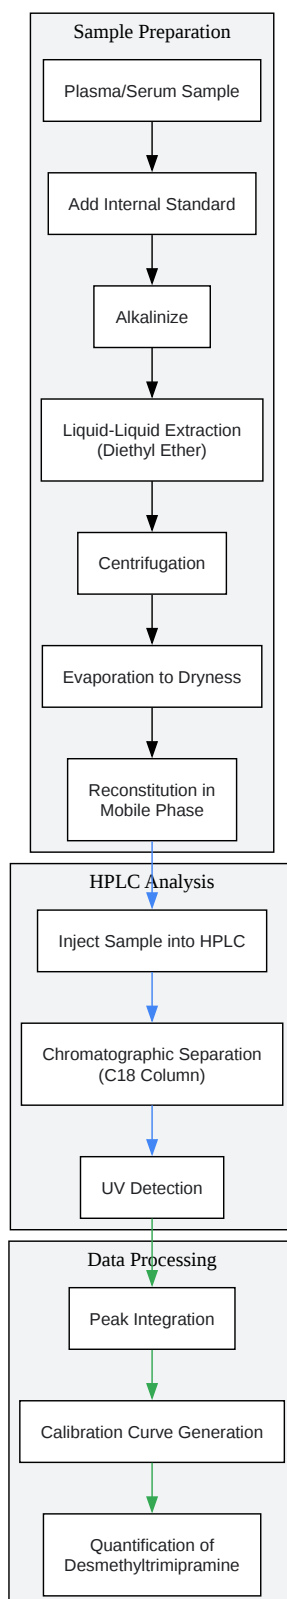 Sample Preparation
Plasma/Serum Sample
Add Internal Standard
Alkalinize
Liquid-Liquid Extraction
(Diethyl Ether)
Centrifugation
Evaporation to Dryness
Reconstitution in
Mobile Phase
HPLC Analysis
Inject Sample into HPLC
Chromatographic Separation
(C18 Column)
UV Detection
Data Processing
Peak Integration
Calibration Curve Generation
Quantification of
Desmethyltrimipramine